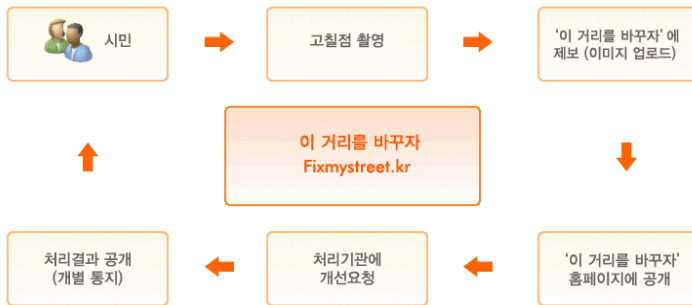 시민
고칠점 촬영
‘이 거리를 바꾸자’ 에
제보 (이미지 업로드)
이 거리를 바꾸자
Fixmystreet.kr
‘이 거리를 바꾸자’
홈페이지에 공개
처리기관에
개선요청
처리결과 공개
(개별 통지)